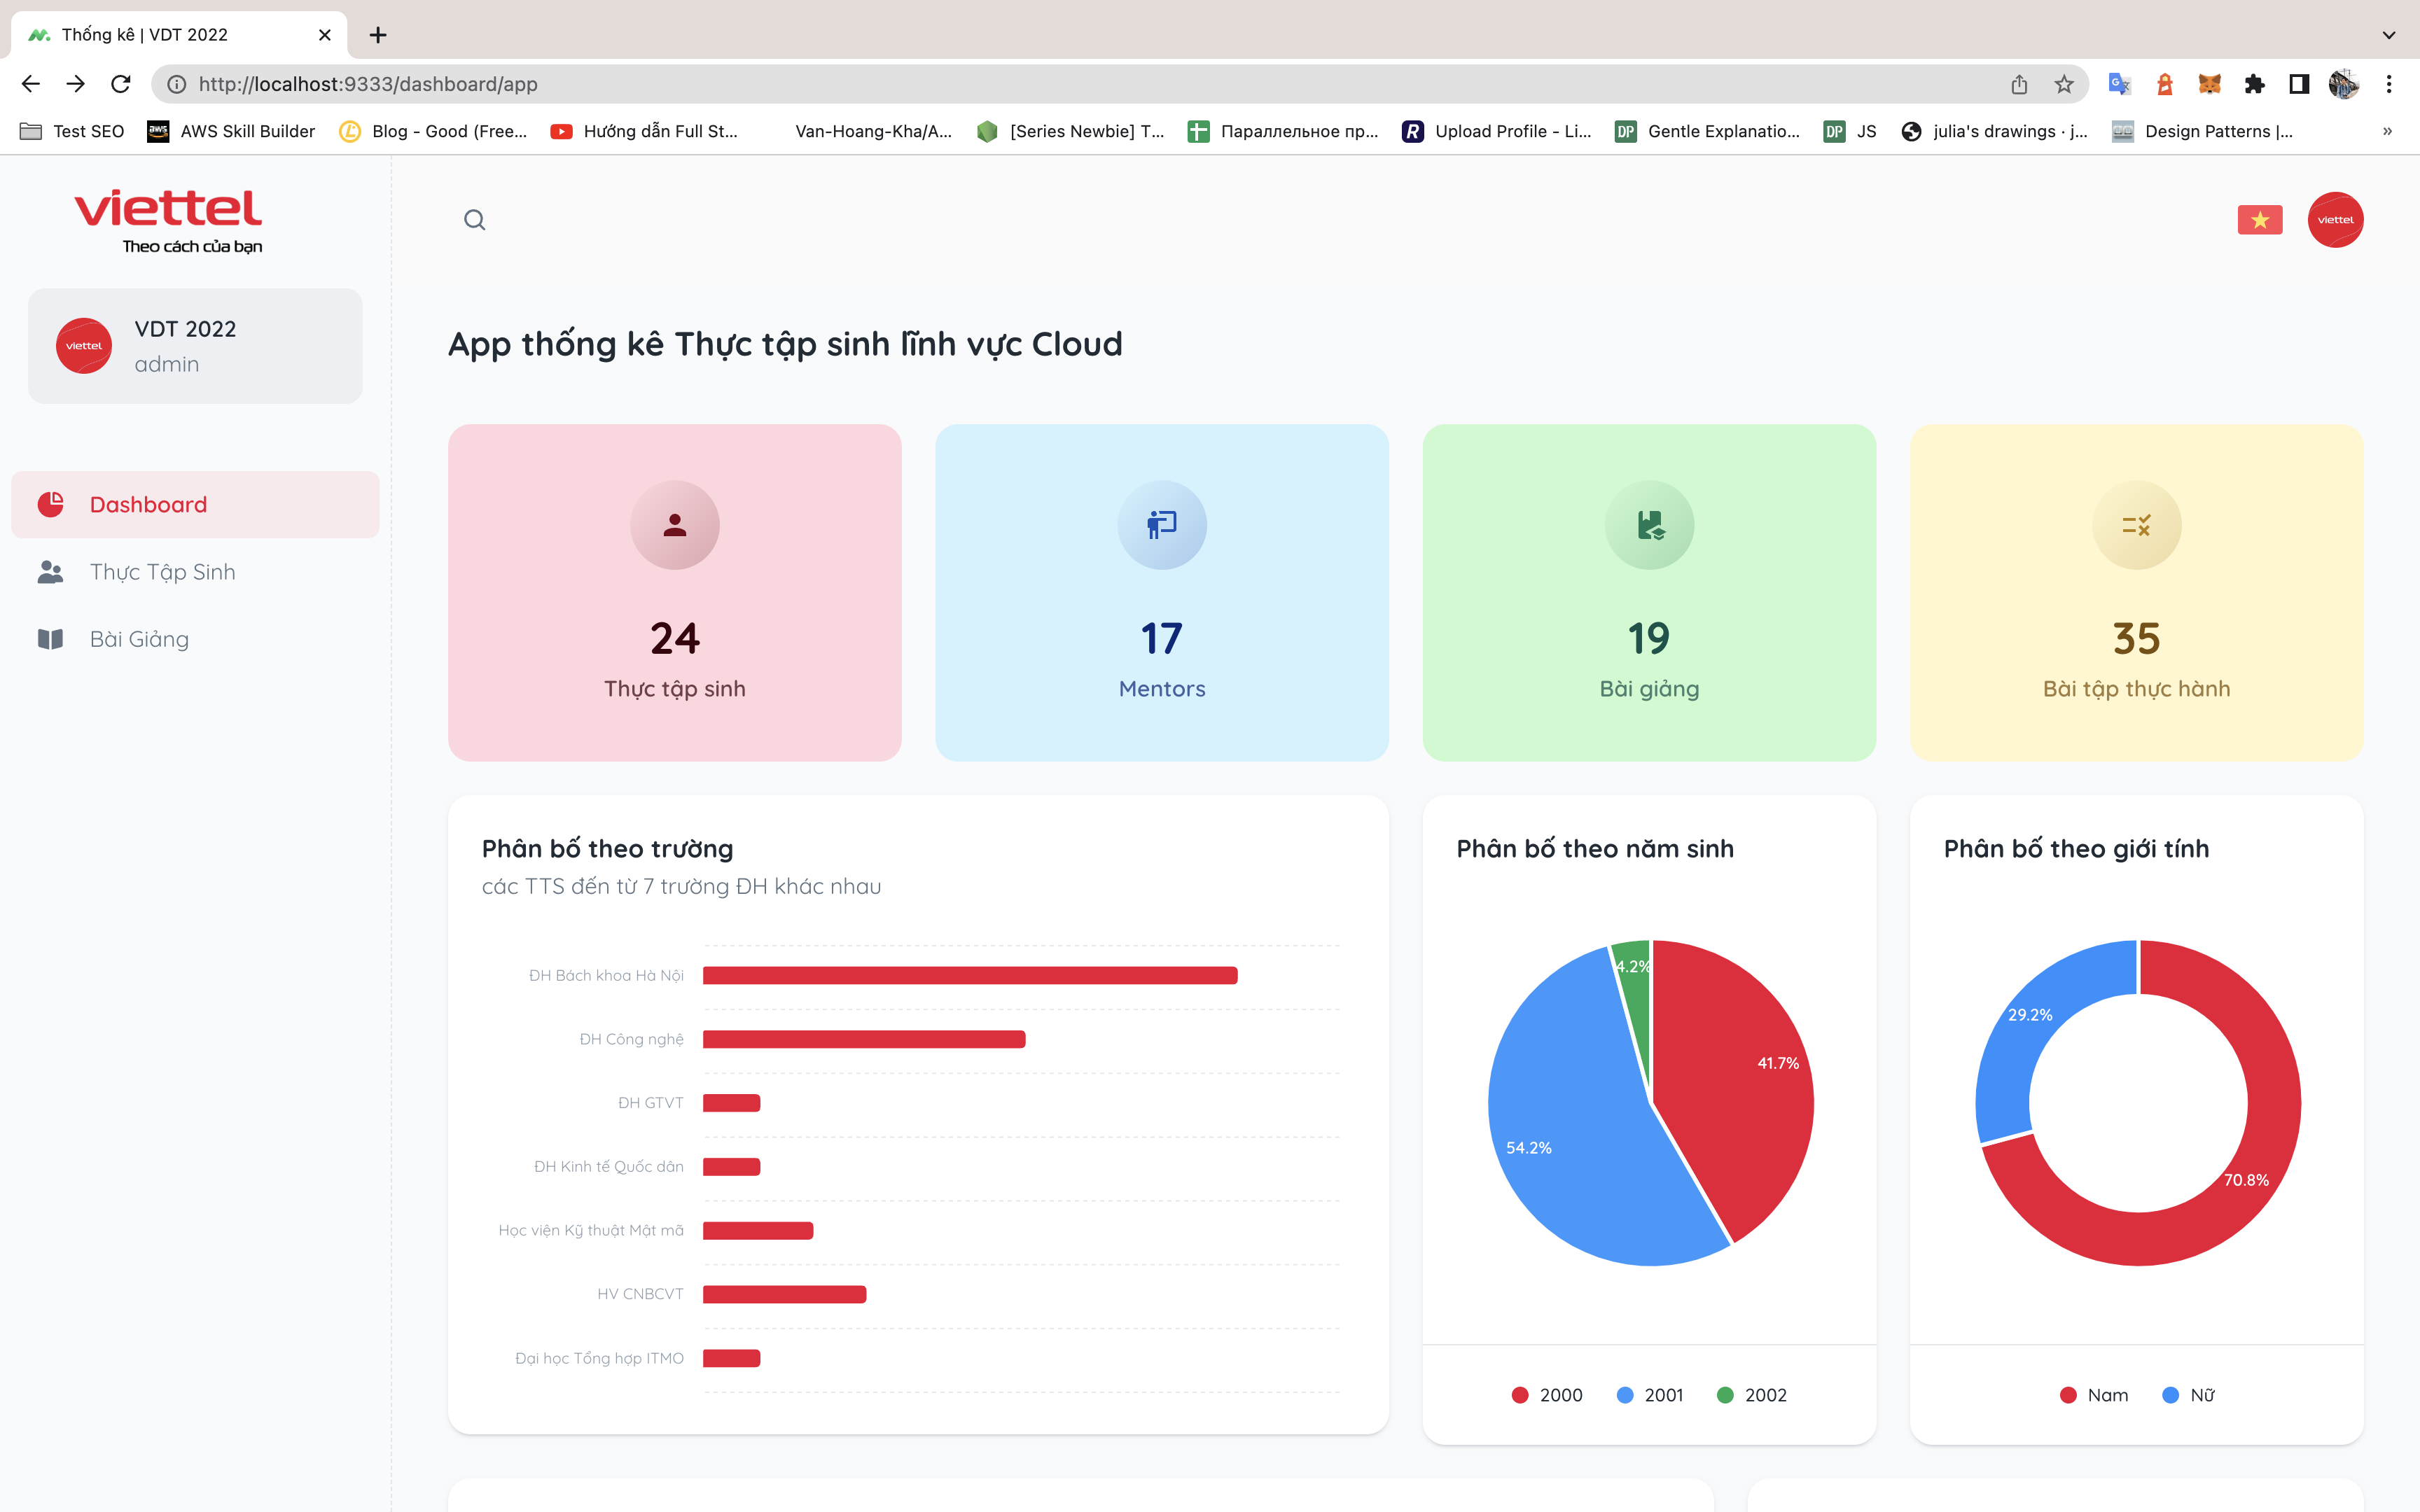 Thống kê | VDT 2022
http://localhost:9333/dashboard/app
Test SEO
AWS Skill Builder
Blog - Good (Free...
Hướng dẫn Full St...
Van-Hoang-Kha/A...
[Series Newbie] T...
Параллельное пр...
Upload Profile - Li...
Gentle Explanatio...
JS
julia's drawings · j...
Design Patterns |...
»
viettel
Theo cách của bạn
viettel
viettel
VDT 2022
admin
Dashboard
Thực Tập Sinh
Bài Giảng
App thống kê Thực tập sinh lĩnh vực Cloud
24
Thực tập sinh
17
Mentors
19
Bài giảng
35
Bài tập thực hành
Phân bố theo trường
các TTS đến từ 7 trường ĐH khác nhau
ĐH Bách khoa Hà Nội
ĐH Công nghệ
ĐH GTVT
ĐH Kinh tế Quốc dân
Học viện Kỹ thuật Mật mã
HV CNBCVT
Đại học Tổng hợp ITMO
Phân bố theo năm sinh
4.2%
41.7%
54.2%
2000
2001
2002
Phân bố theo giới tính
29.2%
70.8%
Nam
Nữ